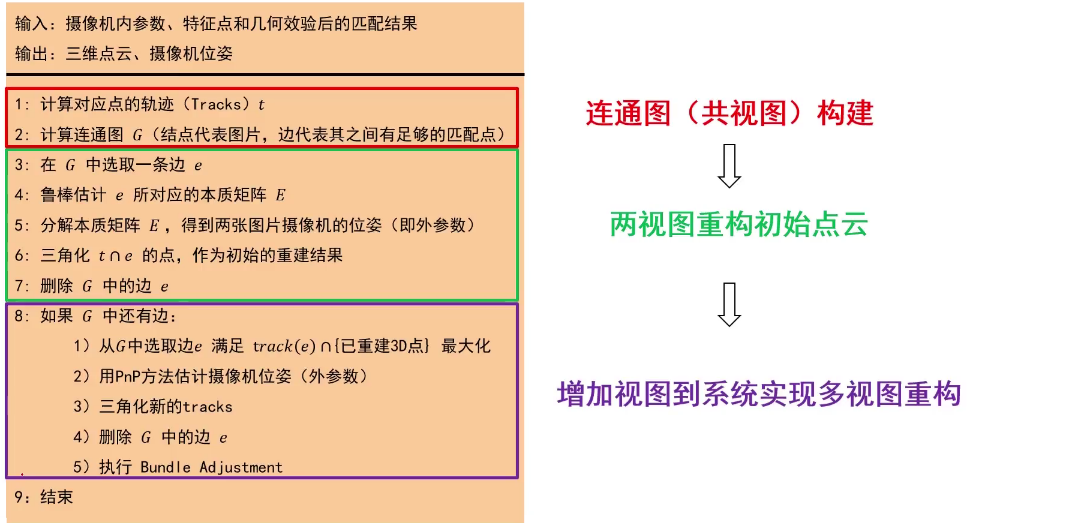 输入：摄像机内参数、特征点和几何效验后的匹配结果
输出：三维点云、摄像机位姿
1: 计算对应点的轨迹（Tracks）t
2: 计算连通图 G（结点代表图片，边代表其之间有足够的匹配点）
3: 在 G 中选取一条边 e
4: 鲁棒估计 e 所对应的本质矩阵 E
5: 分解本质矩阵 E ，得到两张图片摄像机的位姿（即外参数）
6: 三角化 t∩e 的点，作为初始的重建结果
7: 删除 G 中的边 e
8: 如果 G 中还有边：
1）从G中选取边e 满足 track(e)∩{已重建3D点} 最大化
2）用PnP方法估计摄像机位姿（外参数）
3）三角化新的tracks
4）删除 G 中的边 e
5）执行 Bundle Adjustment
9：结束
连通图（共视图）构建
两视图重构初始点云
增加视图到系统实现多视图重构